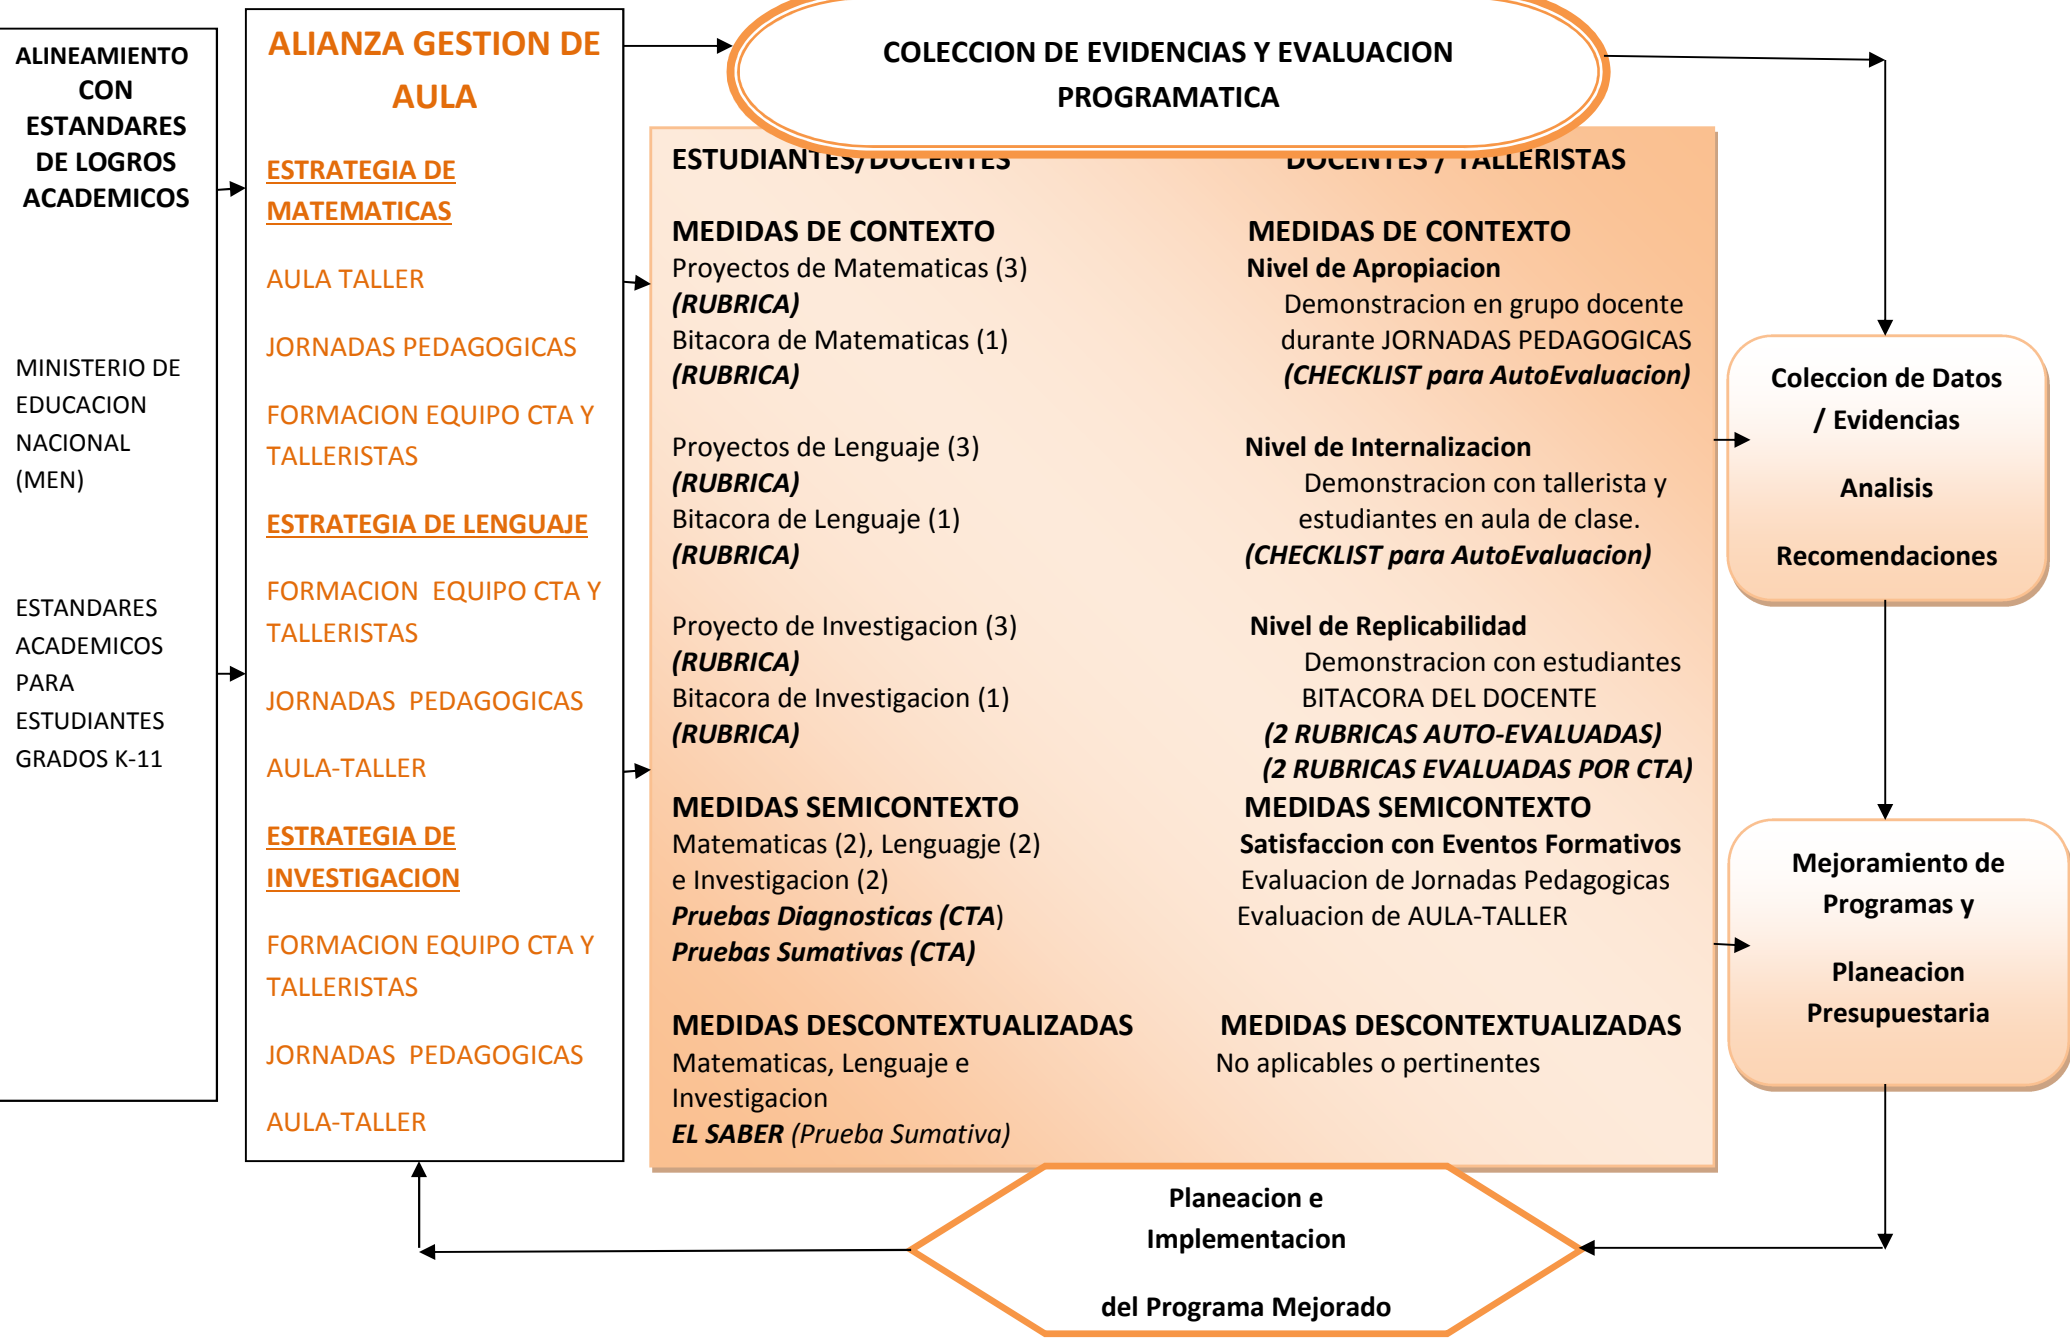 ALINEAMIENTO
CON
ESTANDARES
DE LOGROS
ACADEMICOS
MINISTERIO DE
EDUCACION
NACIONAL
(MEN)
ESTANDARES
ACADEMICOS
PARA
ESTUDIANTES
GRADOS K-11
ALIANZA GESTION DE
AULA
ESTRATEGIA DE
MATEMATICAS
AULA TALLER
JORNADAS PEDAGOGICAS
FORMACION EQUIPO CTA Y
TALLERISTAS
ESTRATEGIA DE LENGUAJE
FORMACION  EQUIPO CTA Y
TALLERISTAS
JORNADAS  PEDAGOGICAS
AULA-TALLER
ESTRATEGIA DE
INVESTIGACION
FORMACION EQUIPO CTA Y
TALLERISTAS
JORNADAS  PEDAGOGICAS
AULA-TALLER
COLECCION DE EVIDENCIAS Y EVALUACION
PROGRAMATICA
ESTUDIANTES/DOCENTES
MEDIDAS DE CONTEXTO
Proyectos de Matematicas (3)
(RUBRICA)
Bitacora de Matematicas (1)
(RUBRICA)
Proyectos de Lenguaje (3)
(RUBRICA)
Bitacora de Lenguaje (1)
(RUBRICA)
Proyecto de Investigacion (3)
(RUBRICA)
Bitacora de Investigacion (1)
(RUBRICA)
MEDIDAS SEMICONTEXTO
Matematicas (2), Lenguagje (2)
e Investigacion (2)
Pruebas Diagnosticas (CTA)
Pruebas Sumativas (CTA)
MEDIDAS DESCONTEXTUALIZADAS
Matematicas, Lenguaje e
Investigacion
EL SABER (Prueba Sumativa)
DOCENTES / TALLERISTAS
MEDIDAS DE CONTEXTO
Nivel de Apropiacion
Demonstracion en grupo docente
durante JORNADAS PEDAGOGICAS
(CHECKLIST para AutoEvaluacion)
Nivel de Internalizacion
Demonstracion con tallerista y
estudiantes en aula de clase.
(CHECKLIST para AutoEvaluacion)
Nivel de Replicabilidad
Demonstracion con estudiantes
BITACORA DEL DOCENTE
(2 RUBRICAS AUTO-EVALUADAS)
(2 RUBRICAS EVALUADAS POR CTA)
MEDIDAS SEMICONTEXTO
Satisfaccion con Eventos Formativos
Evaluacion de Jornadas Pedagogicas
Evaluacion de AULA-TALLER
MEDIDAS DESCONTEXTUALIZADAS
No aplicables o pertinentes
Coleccion de Datos
/ Evidencias
Analisis
Recomendaciones
Mejoramiento de
Programas y
Planeacion
Presupuestaria
Planeacion e
Implementacion
del Programa Mejorado